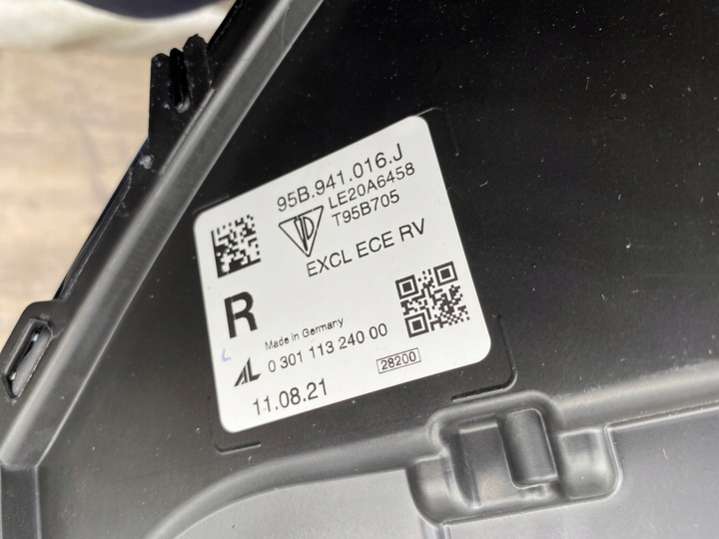 95B.941.016.J
LE20A6458
T95B705
EXCL ECE RV
R
Made in Germany
AL 0 301 113 240 00
28200
11.08.21